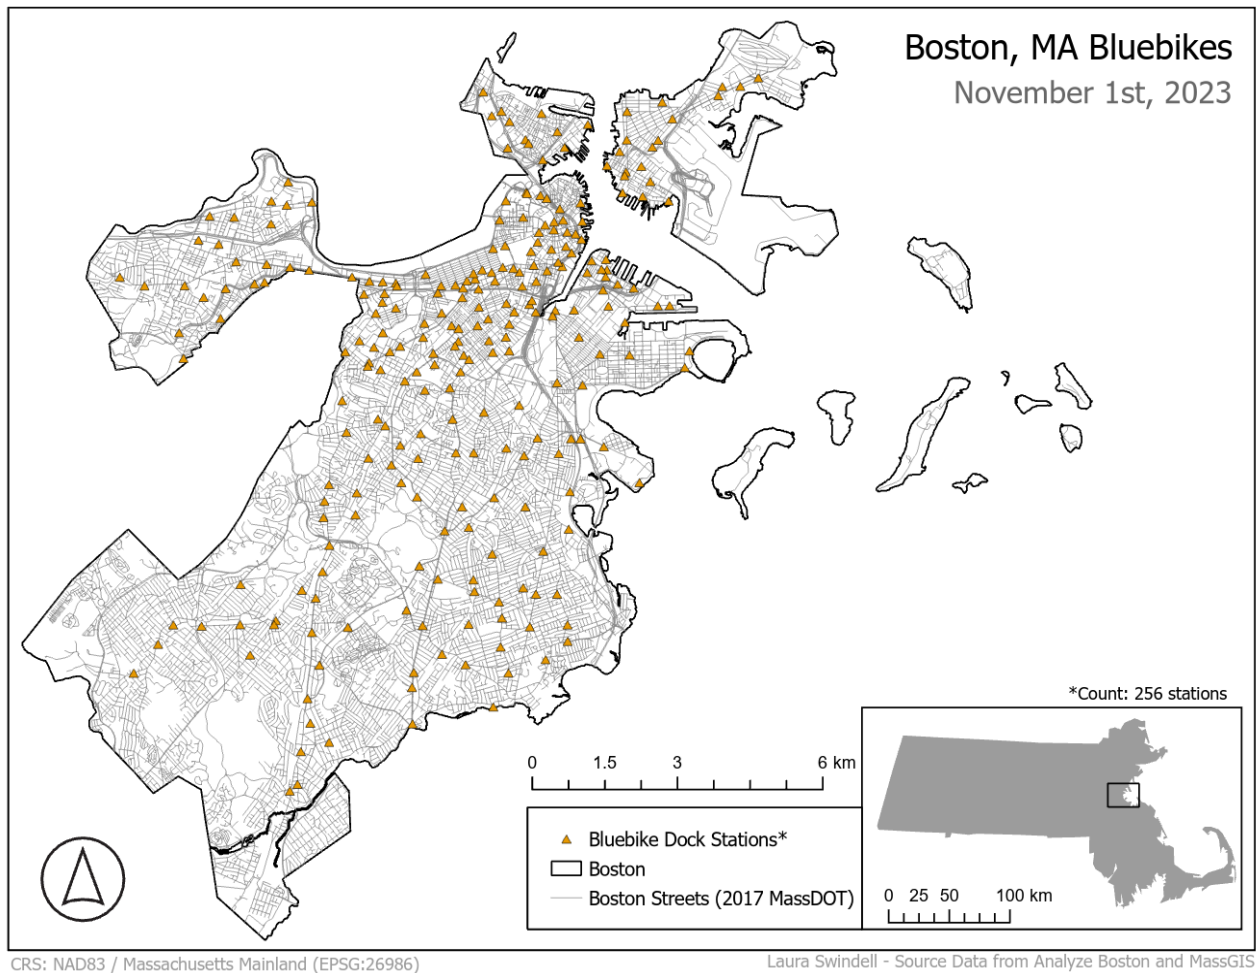 Boston, MA Bluebikes
November 1st, 2023
*Count: 256 stations
0 1.5 3 6 km
Bluebike Dock Stations*
Boston
Boston Streets (2017 MassDOT)
0 25 50 100 km
CRS: NAD83 / Massachusetts Mainland (EPSG:26986)
Laura Swindell - Source Data from Analyze Boston and MassGIS